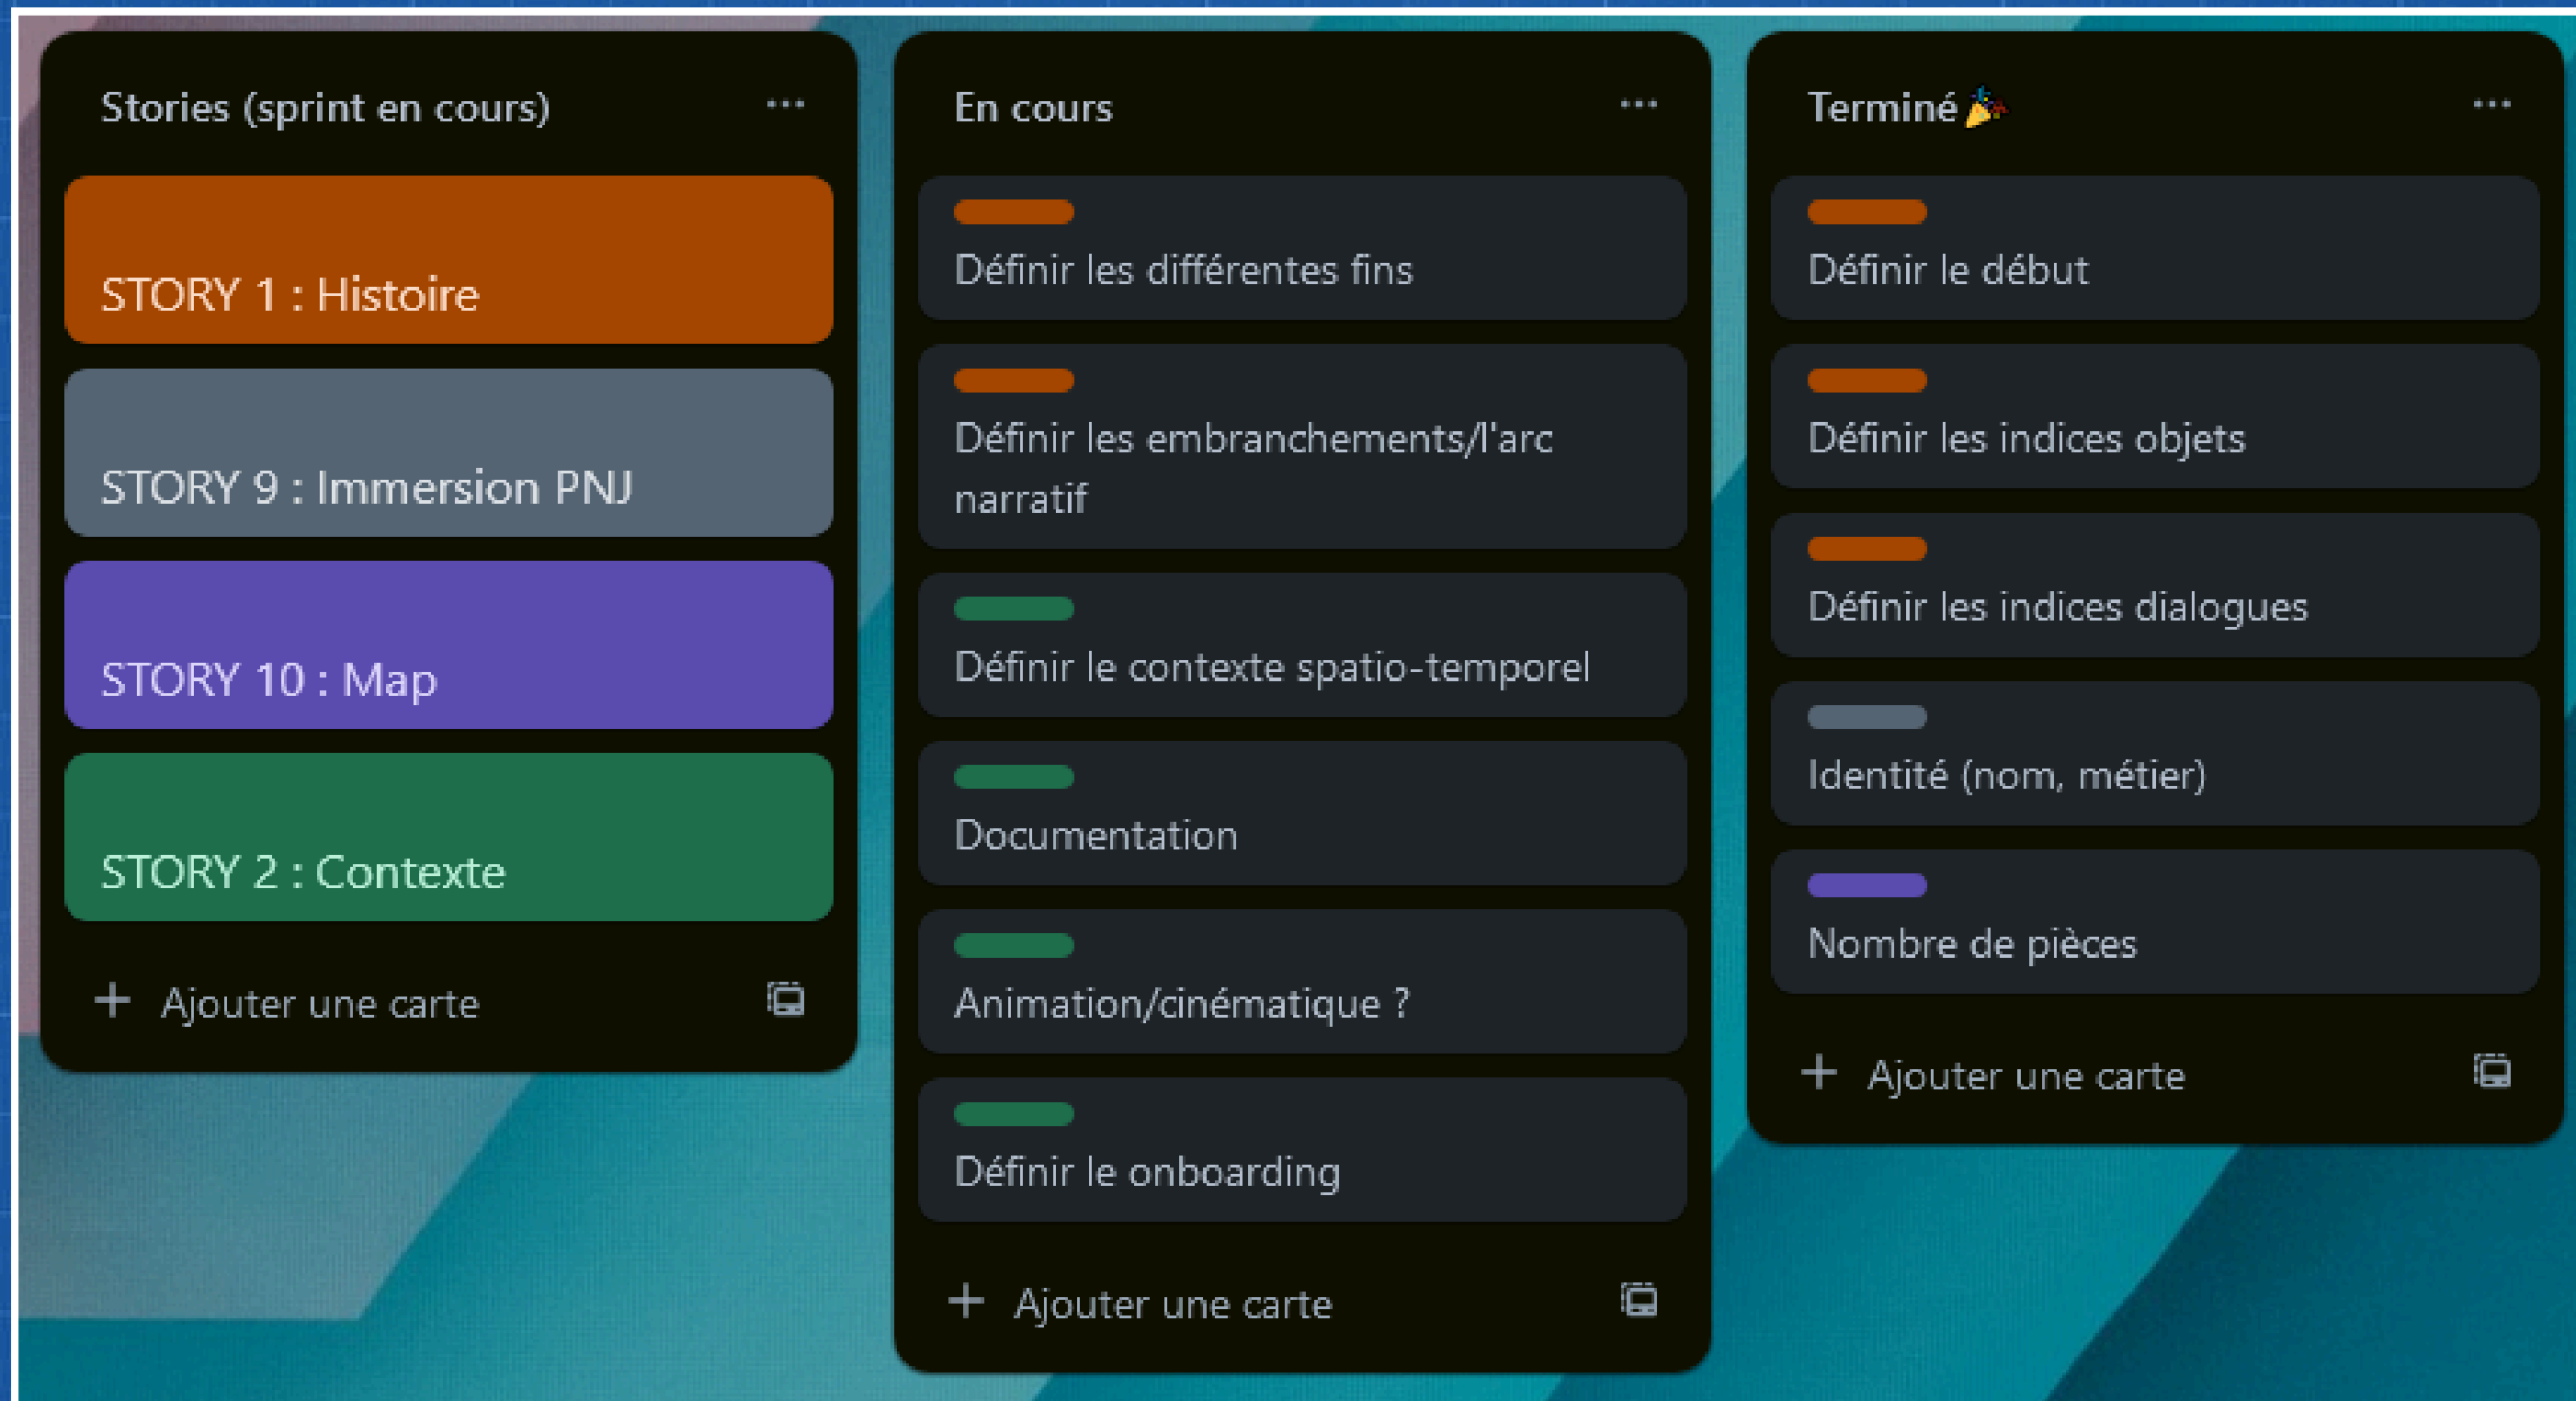 Stories (sprint en cours)
STORY 1 : Histoire
STORY 9 : Immersion PNJ
STORY 10 : Map
STORY 2 : Contexte
+ Ajouter une carte
En cours
Définir les différentes fins
Définir les embranchements/l'arc
narratif
Définir le contexte spatio-temporel
Documentation
Animation/cinématique ?
Définir le onboarding
+ Ajouter une carte
Terminé🎉
Définir le début
Définir les indices objets
Définir les indices dialogues
Identité (nom, métier)
Nombre de pièces
+ Ajouter une carte